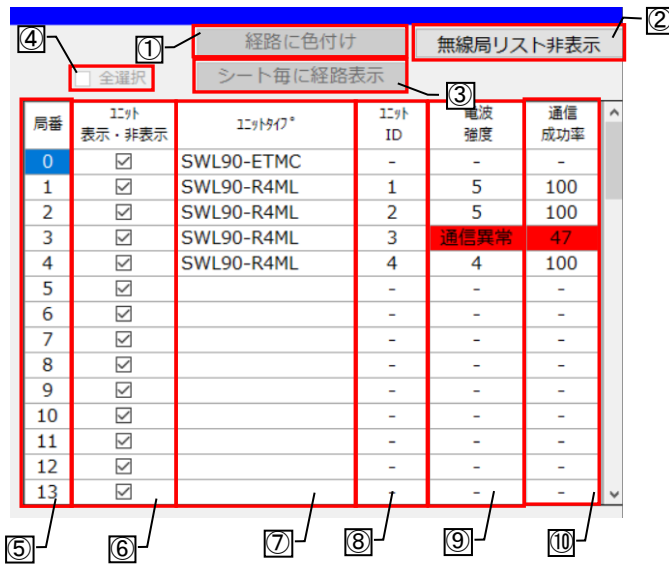 ④ ① 経路に色付け 無線局リスト非表示 ②
全選択 シート毎に経路表示 ③
局番 ﾕﾆｯﾄ 表示・非表示 ﾕﾆｯﾄﾀｲﾌﾟ ﾕﾆｯﾄ ID 電波 強度 通信 成功率
0 SWL90-ETMC - - -
1 SWL90-R4ML 1 5 100
2 SWL90-R4ML 2 5 100
3 SWL90-R4ML 3 通信異常 47
4 SWL90-R4ML 4 4 100
5 - - -
6 - - -
7 - - -
8 - - -
9 - - -
10 - - -
11 - - -
12 - - -
13 - - -
⑤ ⑥ ⑦ ⑧ ⑨ ⑩